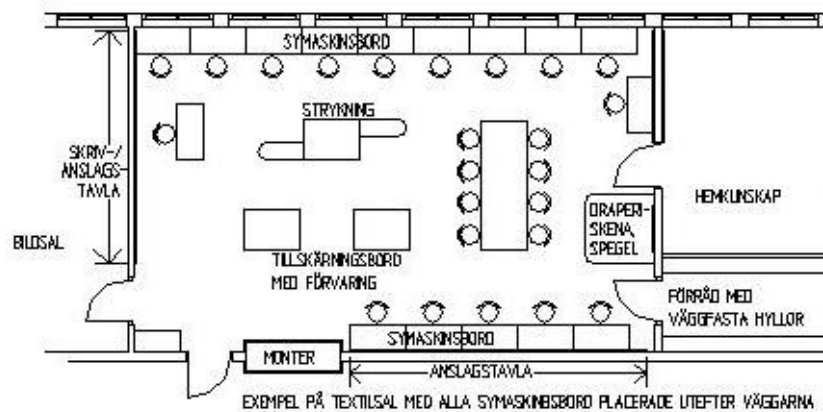 SYMASKINSBORD
STRYKNING
SKRIV-/
ANSLAGS-
TAVLA
HEMKUNSKAP
DRAPERI-
SKENA,
SPEGEL
BILDSAL
TILLSKÄRNINGSBORD
MED FÖRVARING
FÖRRÅD MED
VÄGGFASTA HYLLOR
SYMASKINSBORD
MONTER
ANSLAGSTAVLA
EXEMPEL PÅ TEXTILSAL MED ALLA SYMASKINSBORD PLACERADE UTEFTER VÄGGARNA